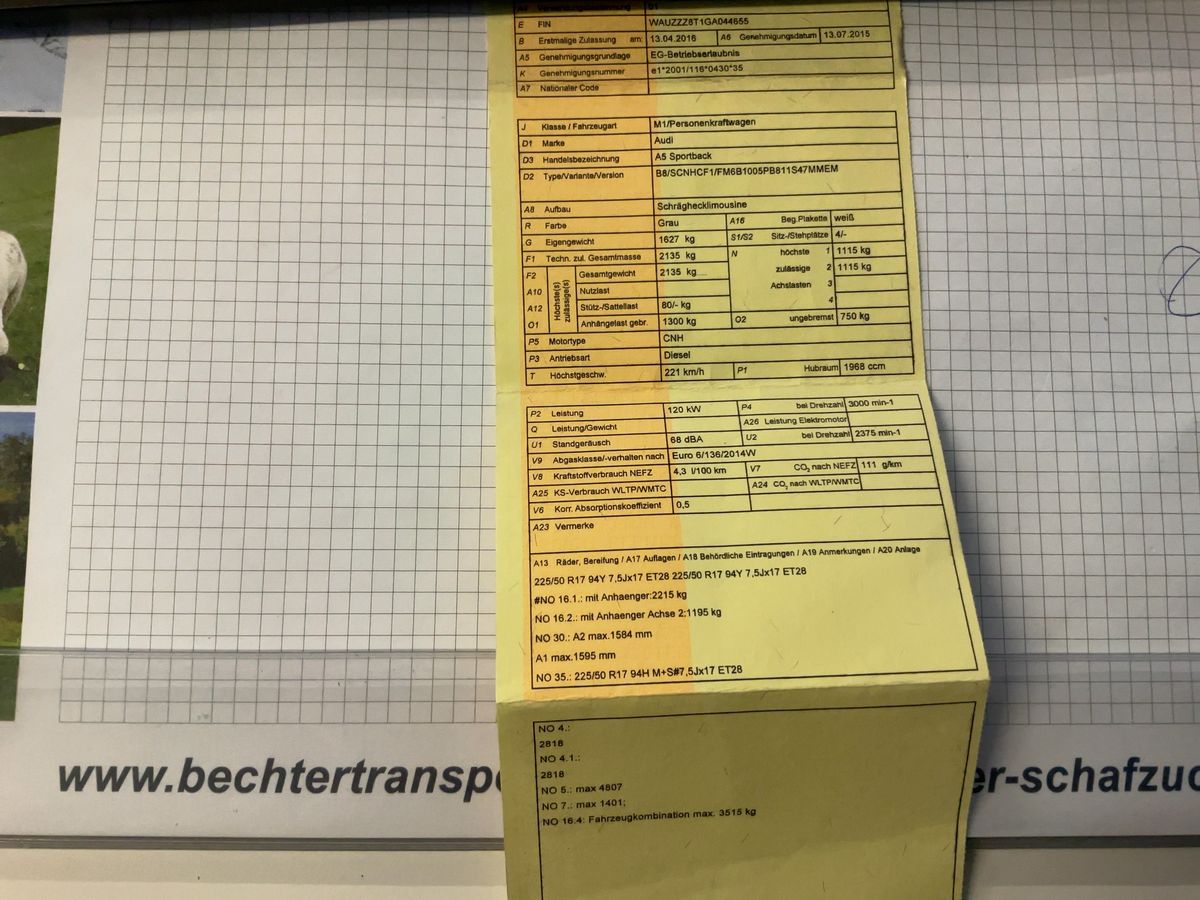 E FIN WAUZZZ8T1GA044655
B Erstmalige Zulassung am: 13.04.2016 A6 Genehmigungsdatum 13.07.2015
A5 Genehmigungsgrundlage EG-Betriebserlaubnis
K Genehmigungsnummer e1*2001/116*0430*35
A7 Nationaler Code
J Klasse / Fahrzeugart M1/Personenkraftwagen
D1 Marke Audi
D3 Handelsbezeichnung A5 Sportback
D2 Type/Variante/Version B8/SCNHCF1/FM6B1005PB811S47MMEM
A8 Aufbau Schräghecklimousine
R Farbe Grau A16 Beg.Plakette weiß
G Eigengewicht 1627 kg S1/S2 Sitz-/Stehplätze 4/-
F1 Techn. zul. Gesamtmasse 2135 kg N höchste 1 1115 kg
F2 Höchste(s) zulässige(s) Gesamtgewicht 2135 kg zulässige 2 1115 kg
A10 Nutzlast Achslasten 3
A12 Stütz-/Sattellast 80/- kg 4
O1 Anhängelast gebr. 1300 kg O2 ungebremst 750 kg
P5 Motortype CNH
P3 Antriebsart Diesel
T Höchstgeschw. 221 km/h P1 Hubraum 1968 ccm
P2 Leistung 120 kW P4 bei Drehzahl 3000 min-1
Q Leistung/Gewicht A26 Leistung Elektromotor
U1 Standgeräusch 68 dBA U2 bei Drehzahl 2375 min-1
V9 Abgasklasse/-verhalten nach Euro 6/136/2014W
V8 Kraftstoffverbrauch NEFZ 4,3 l/100 km V7 CO₂ nach NEFZ 111 g/km
A25 KS-Verbrauch WLTP/WMTC A24 CO₂ nach WLTP/WMTC
V6 Korr. Absorptionskoeffizient 0,5
A23 Vermerke
A13 Räder, Bereifung / A17 Auflagen / A18 Behördliche Eintragungen / A19 Anmerkungen / A20 Anlage
225/50 R17 94Y 7,5Jx17 ET28 225/50 R17 94Y 7,5Jx17 ET28
#NO 16.1.: mit Anhaenger:2215 kg
NO 16.2.: mit Anhaenger Achse 2:1195 kg
NO 30.: A2 max.1584 mm
A1 max.1595 mm
NO 35.: 225/50 R17 94H M+S#7,5Jx17 ET28
NO 4.:
2818
NO 4.1.:
2818
NO 5.: max 4807
NO 7.: max 1401;
NO 16.4: Fahrzeugkombination max. 3515 kg
www.bechtertranspo er-schafzuc